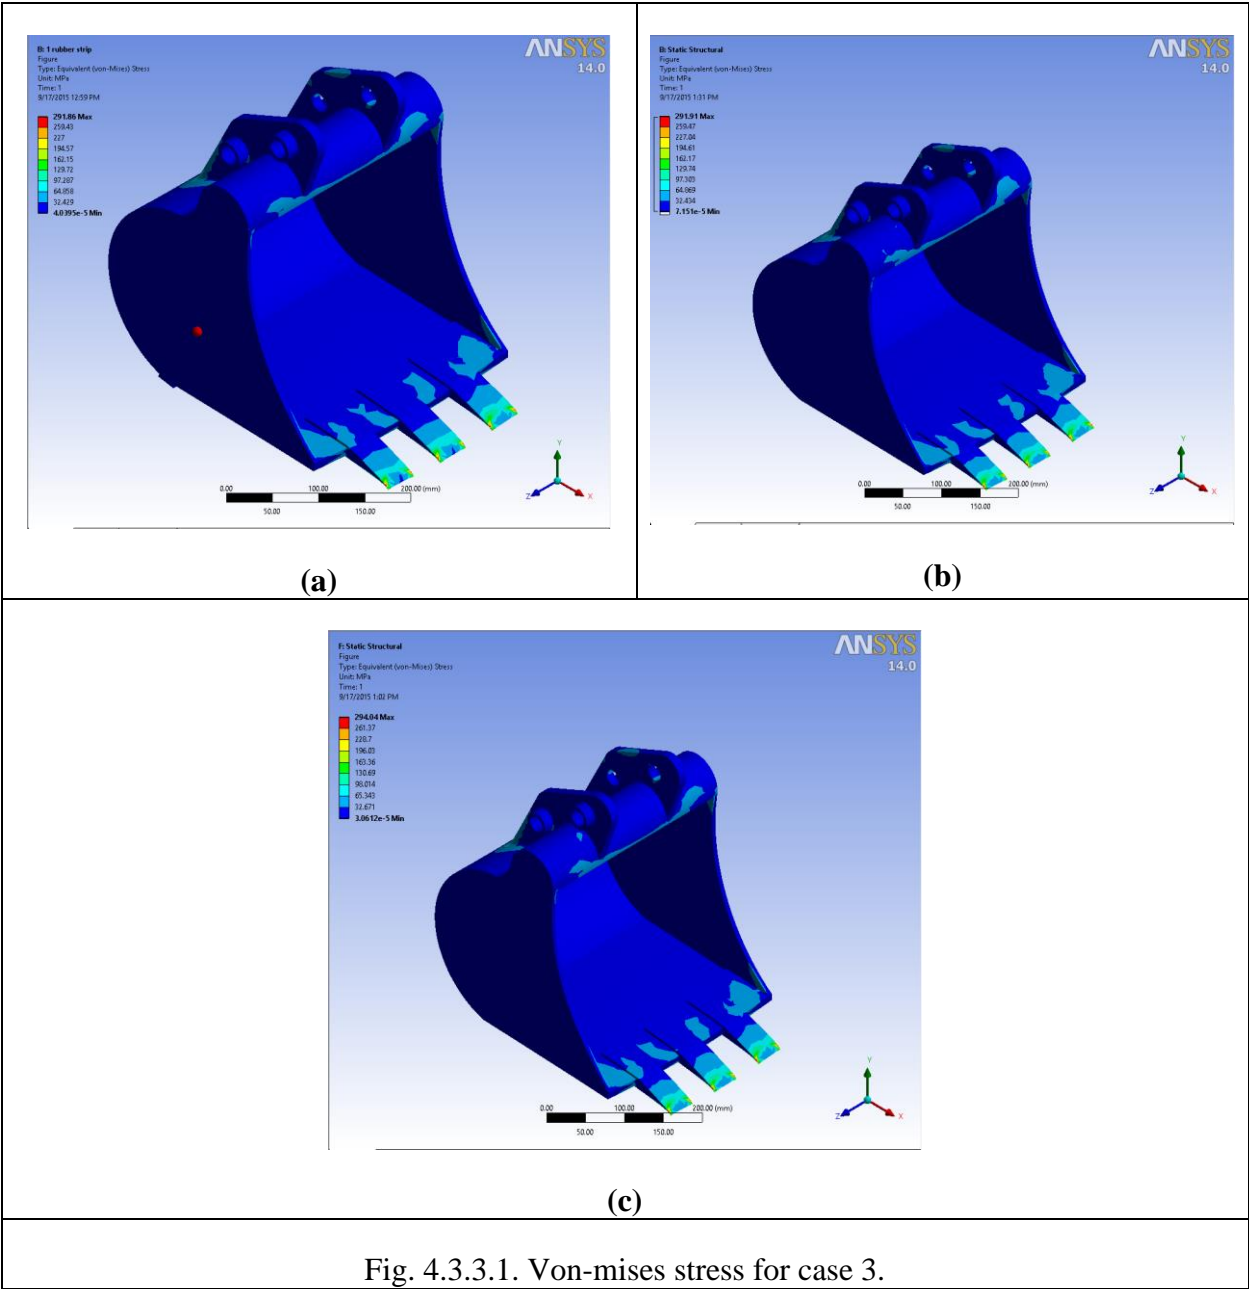 B: 1 rubber strip
Figure
Type: Equivalent (von-Mises) Stress
Unit: MPa
Time: 1
9/17/2015 12:59 PM
291.86 Max
259.43
227
194.57
162.15
129.72
97.287
64.858
32.429
4.0395e-5 Min
ANSYS
14.0
0.00 100.00 200.00 (mm)
50.00 150.00
Y
Z X
(a)
B: Static Structural
Figure
Type: Equivalent (von-Mises) Stress
Unit: MPa
Time: 1
9/17/2015 1:31 PM
291.91 Max
259.47
227.04
194.61
162.17
129.74
97.305
64.869
32.434
7.151e-5 Min
ANSYS
14.0
0.00 100.00 200.00 (mm)
50.00 150.00
Y
Z X
(b)
F: Static Structural
Figure
Type: Equivalent (von-Mises) Stress
Unit: MPa
Time: 1
9/17/2015 1:02 PM
294.04 Max
261.37
228.7
196.03
163.36
130.69
98.014
65.343
32.671
3.0612e-5 Min
ANSYS
14.0
0.00 100.00 200.00 (mm)
50.00 150.00
Y
Z X
(c)
Fig. 4.3.3.1. Von-mises stress for case 3.